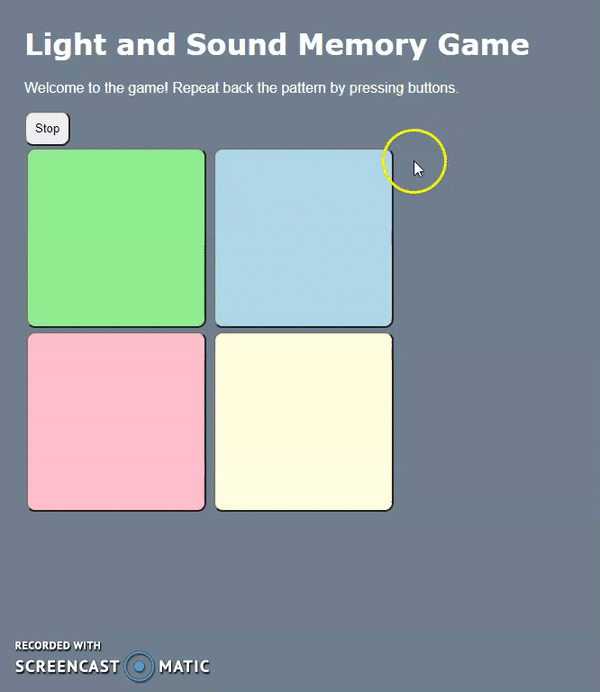 Light and Sound Memory Game
Welcome to the game! Repeat back the pattern by pressing buttons.
Stop
RECORDED WITH
SCREENCAST MATIC